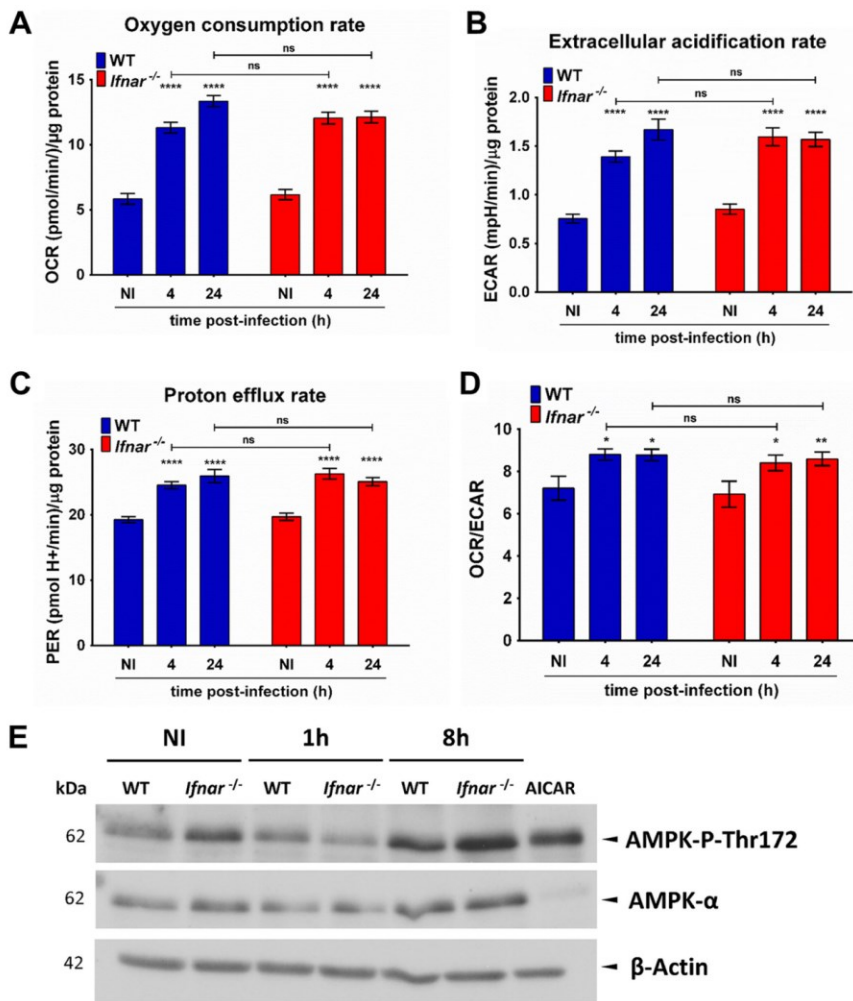 A
Oxygen consumption rate
WT
Ifnar -/-
ns
ns
**** **** **** ****
OCR (pmol/min/)/µg protein
15
10
5
0
NI 4 24 NI 4 24
time post-infection (h)
B
Extracellular acidification rate
WT
Ifnar -/-
ns
ns
**** **** **** ****
ECAR (mpH/min)/µg protein
2.0
1.5
1.0
0.5
0.0
NI 4 24 NI 4 24
time post-infection (h)
C
Proton efflux rate
WT
Ifnar -/-
ns
ns
**** **** **** ****
PER (pmol H+/min)/µg protein
30
20
10
0
NI 4 24 NI 4 24
time post-infection (h)
D
WT
Ifnar -/-
ns
ns
* * * **
OCR/ECAR
10
8
6
4
2
0
NI 4 24 NI 4 24
time post-infection (h)
E
NI 1h 8h
kDa WT Ifnar -/- WT Ifnar -/- WT Ifnar -/- AICAR
62 AMPK-P-Thr172
62 AMPK-α
42 β-Actin